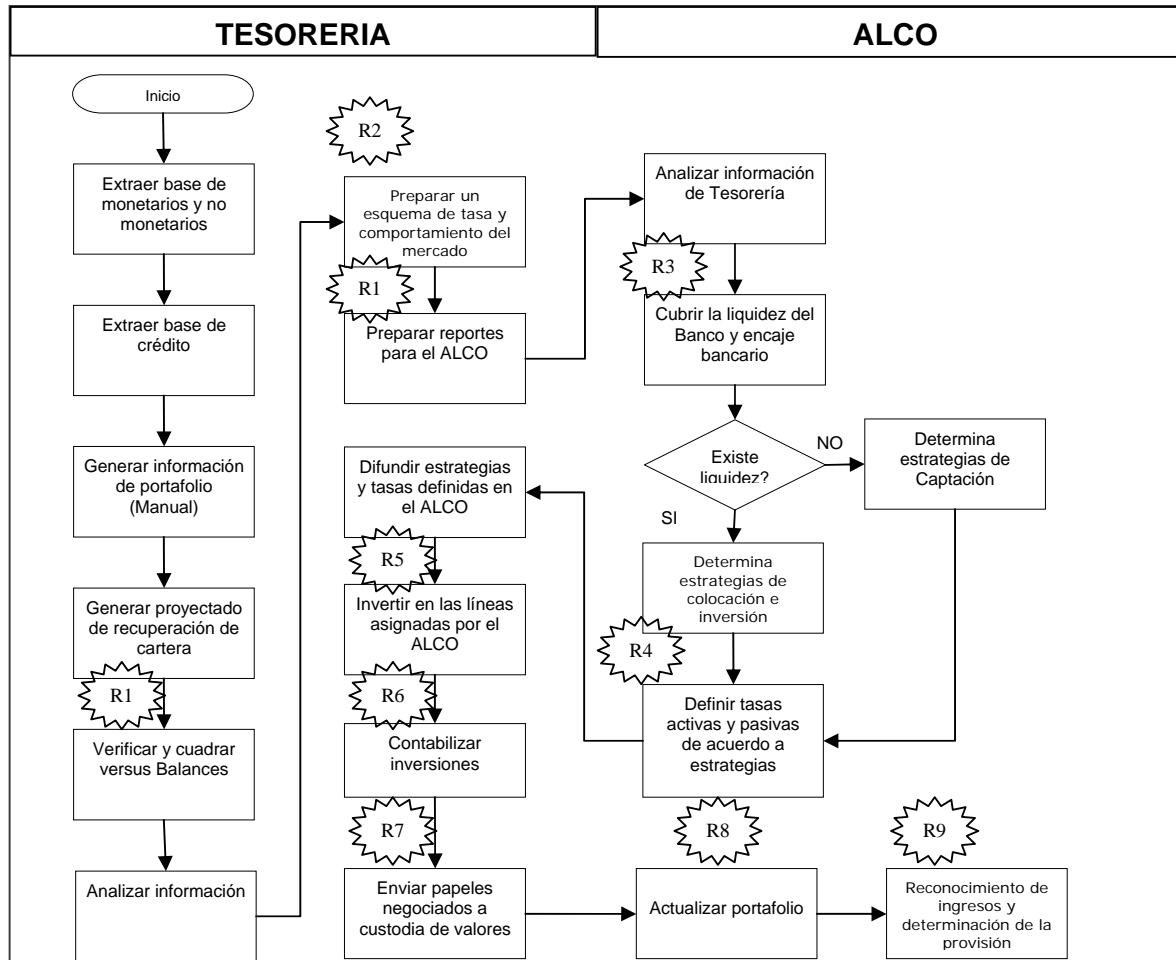 TESORERIA
ALCO
Inicio
Extraer base de
monetarios y no
monetarios
Extraer base de
crédito
Generar información
de portafolio
(Manual)
Generar proyectado
de recuperación de
cartera
R1
Verificar y cuadrar
versus Balances
Analizar información
R2
Preparar un
esquema de tasa y
comportamiento del
mercado
R1
Preparar reportes
para el ALCO
Analizar información
de Tesorería
R3
Cubrir la liquidez del
Banco y encaje
bancario
Existe
liquidez?
NO
Determina
estrategias de
Captación
SI
Determina
estrategias de
colocación e
inversión
R4
Definir tasas
activas y pasivas
de acuerdo a
estrategias
Difundir estrategias
y tasas definidas en
el ALCO
R5
Invertir en las líneas
asignadas por el
ALCO
R6
Contabilizar
inversiones
R7
Enviar papeles
negociados a
custodia de valores
R8
Actualizar portafolio
R9
Reconocimiento de
ingresos y
determinación de la
provisión